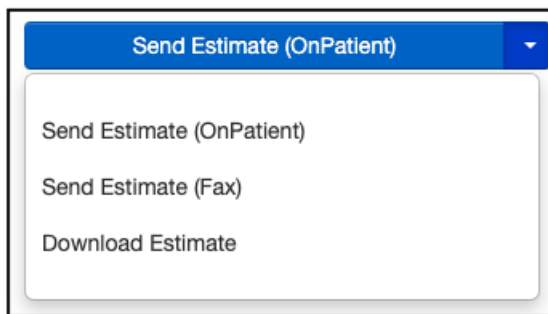 Send Estimate (OnPatient)
Send Estimate (OnPatient)
Send Estimate (Fax)
Download Estimate